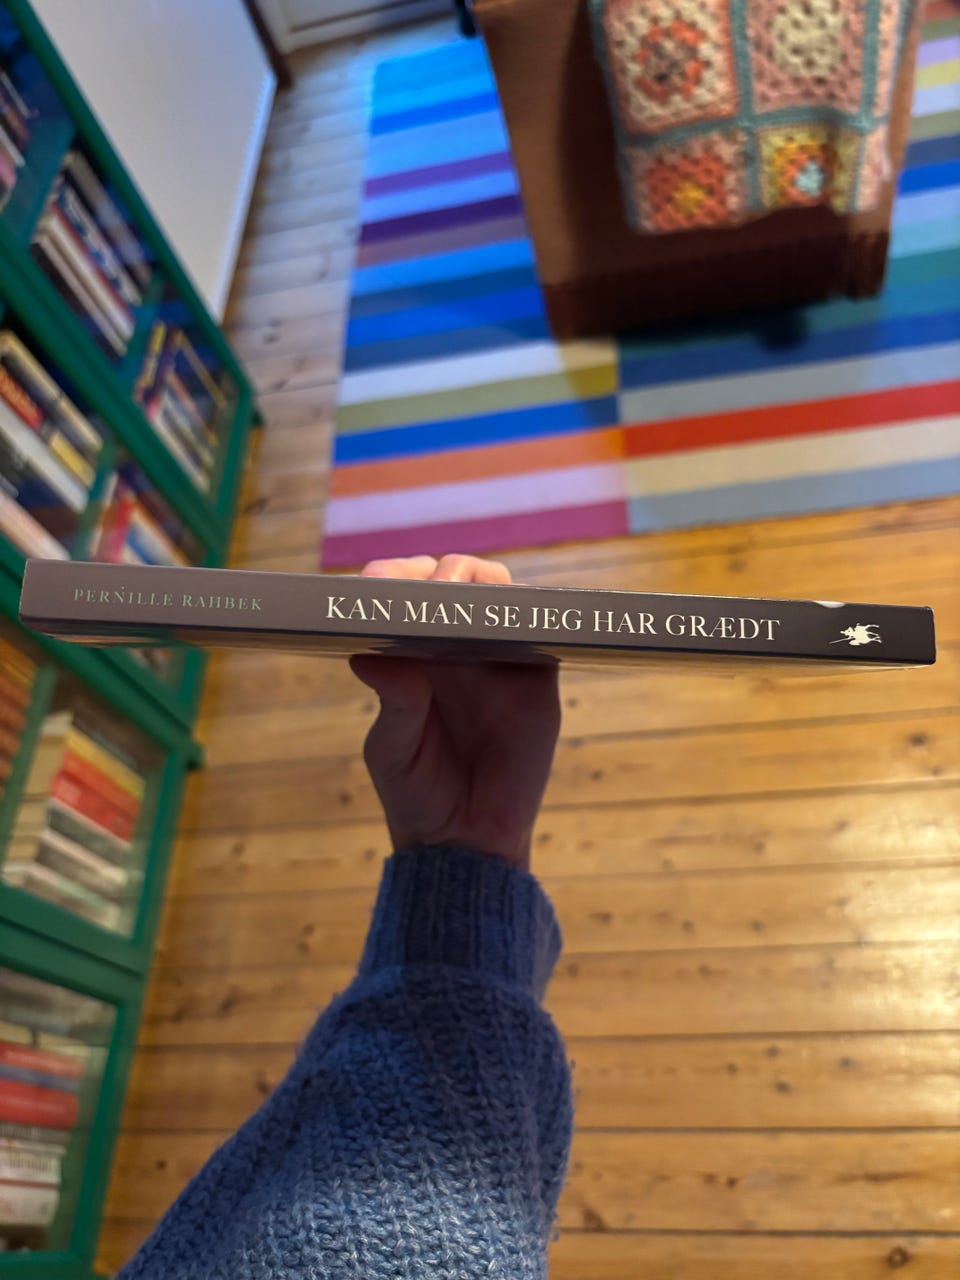 PERNILLE RAHBEK
KAN MAN SE JEG HAR GRÆDT